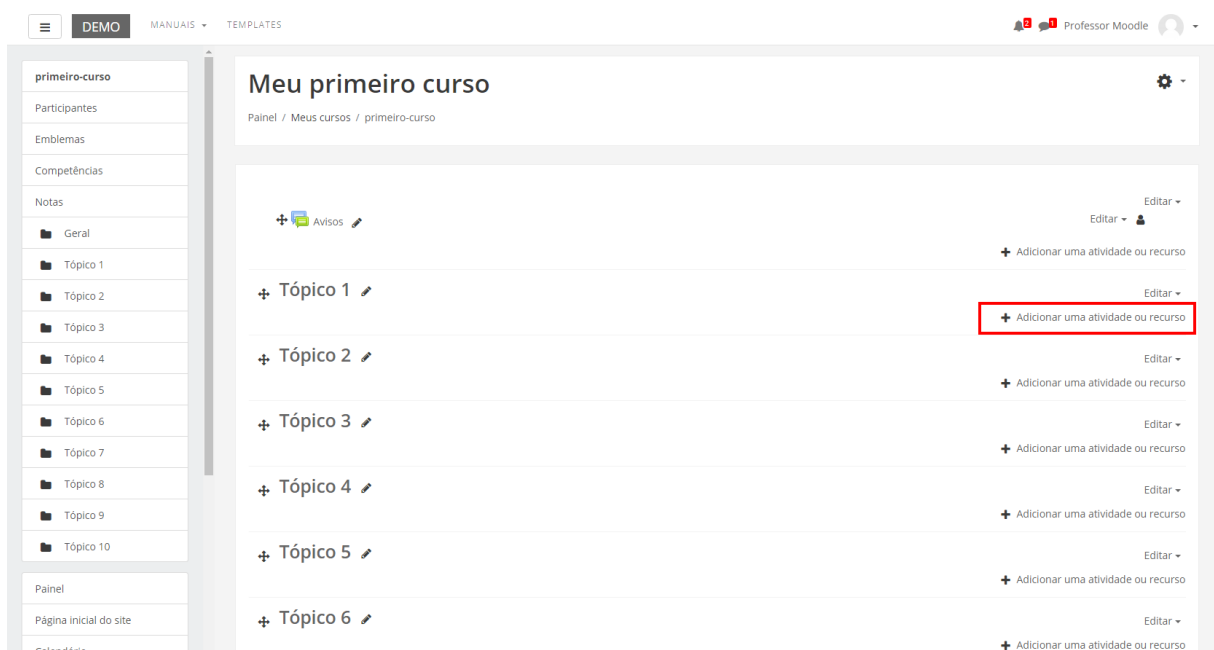 DEMO MANUAIS TEMPLATES 2 1 Professor Moodle
primeiro-curso
Participantes
Emblemas
Competências
Notas
Geral
Tópico 1
Tópico 2
Tópico 3
Tópico 4
Tópico 5
Tópico 6
Tópico 7
Tópico 8
Tópico 9
Tópico 10
Painel
Página inicial do site
Calendário
Meu primeiro curso
Painel / Meus cursos / primeiro-curso
Editar
Avisos Editar
Adicionar uma atividade ou recurso
Tópico 1 Editar
Adicionar uma atividade ou recurso
Tópico 2 Editar
Adicionar uma atividade ou recurso
Tópico 3 Editar
Adicionar uma atividade ou recurso
Tópico 4 Editar
Adicionar uma atividade ou recurso
Tópico 5 Editar
Adicionar uma atividade ou recurso
Tópico 6 Editar
Adicionar uma atividade ou recurso